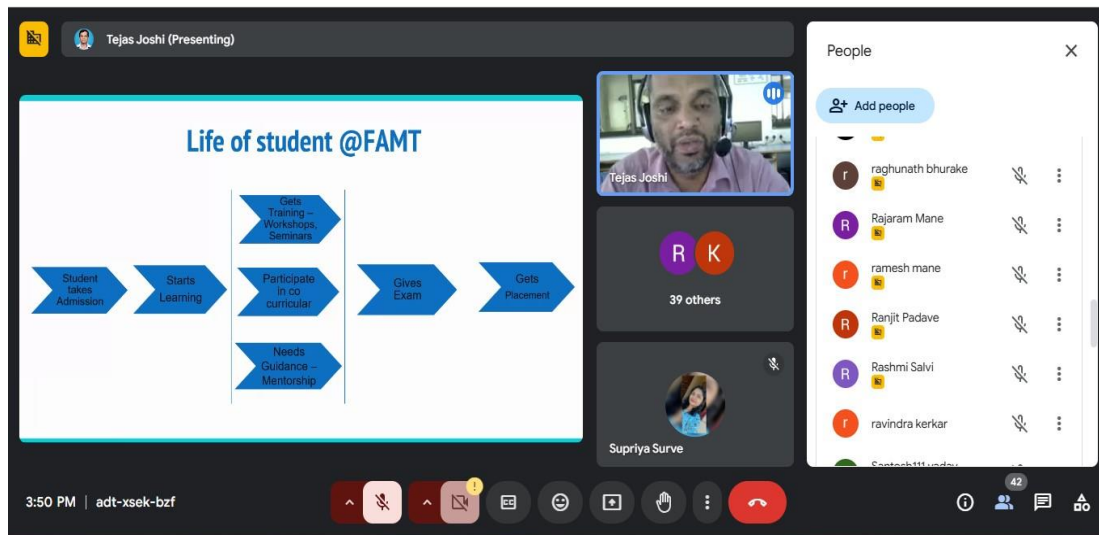 Tejas Joshi (Presenting)
Life of student @FAMT
Student
takes
Admission
Starts
Learning
Gets
Training –
Workshops,
Seminars
Participate
in co
curricular
Needs
Guidance –
Mentorship
Gives
Exam
Gets
Placement
Tejas Joshi
R K
39 others
Supriya Surve
People
Add people
r
raghunath bhurake
R
Rajaram Mane
r
ramesh mane
R
Ranjit Padave
R
Rashmi Salvi
r
ravindra kerkar
3:50 PM | adt-xsek-bzf
!
CC
42